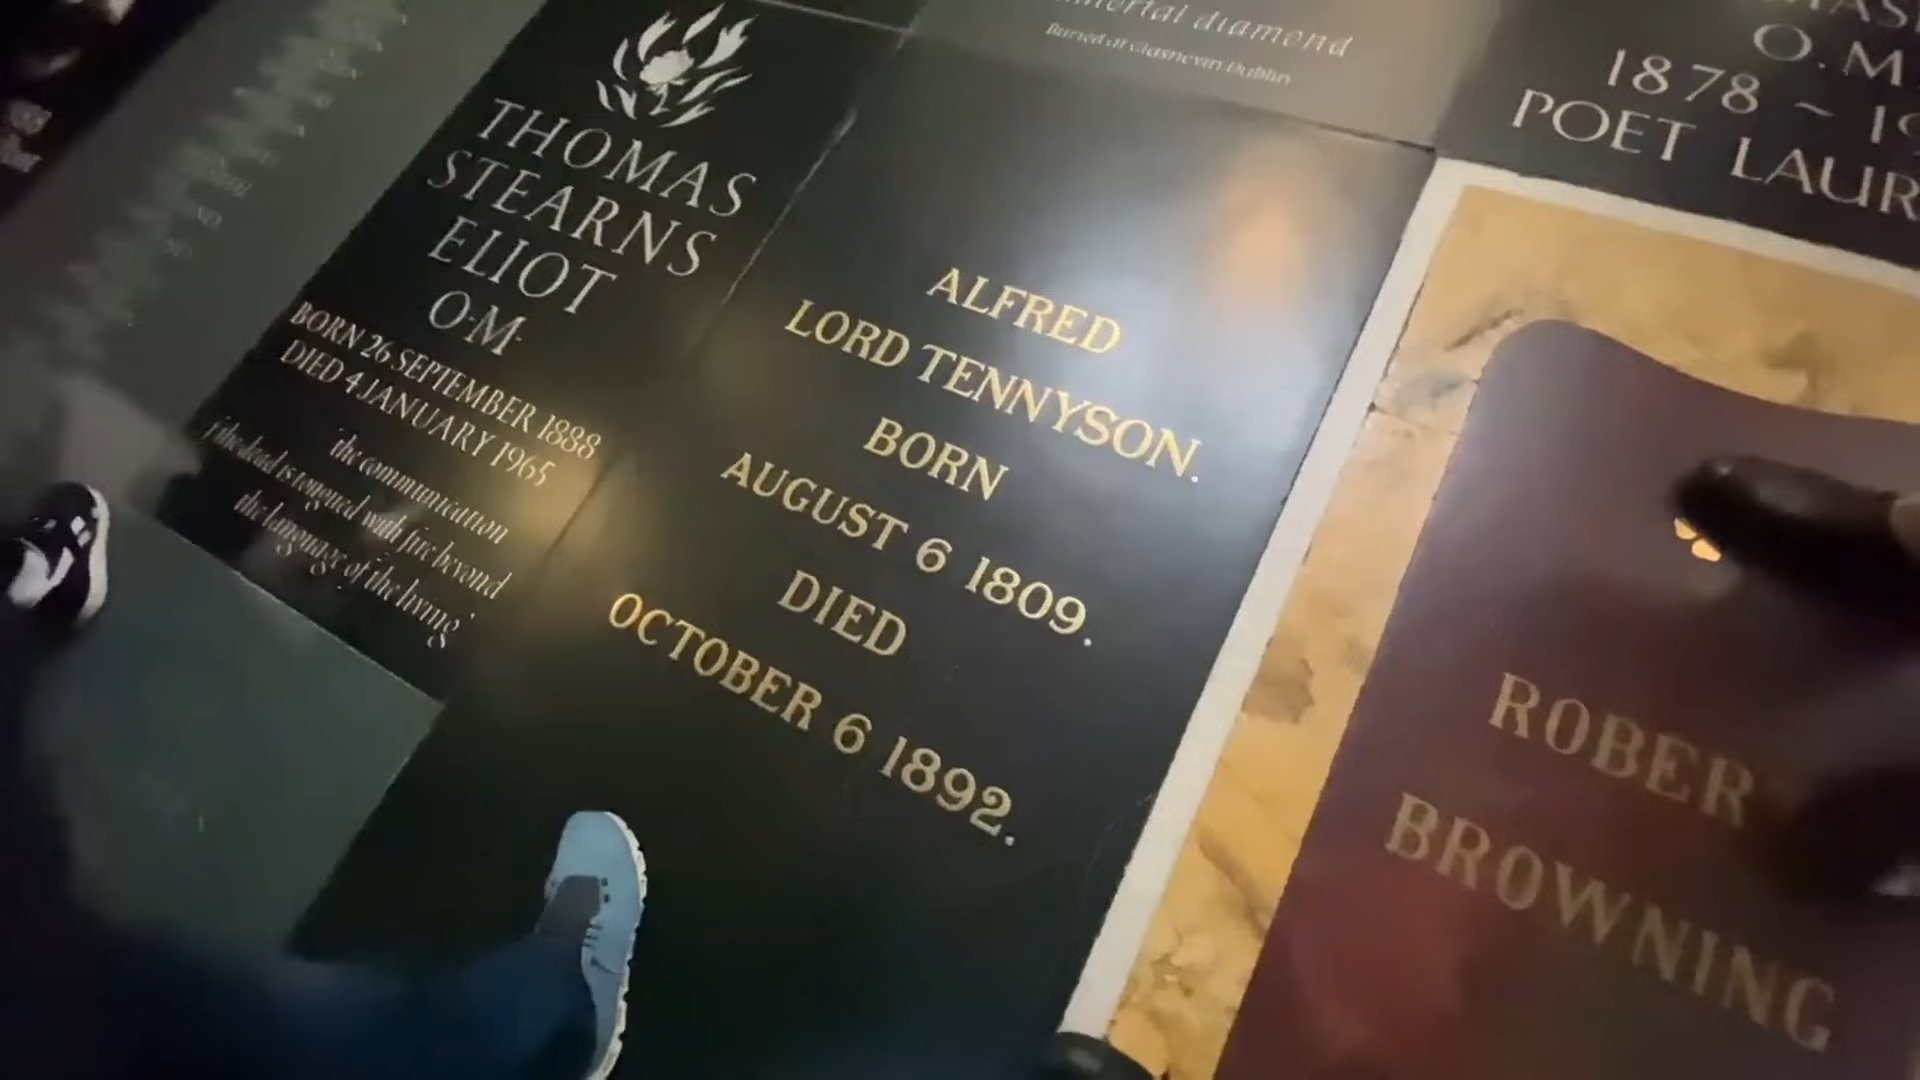 immortal diamond
Buried at Glasnevin Dublin
O.M.
1878 ~ 19
POET LAUR
THOMAS
STEARNS
ELIOT
O·M·
BORN 26 SEPTEMBER 1888
DIED 4 JANUARY 1965
the communication
f the dead is tongued with fire beyond
the language of the living'
ALFRED
LORD TENNYSON.
BORN
AUGUST 6 1809.
DIED
OCTOBER 6 1892.
ROBER
BROWNING